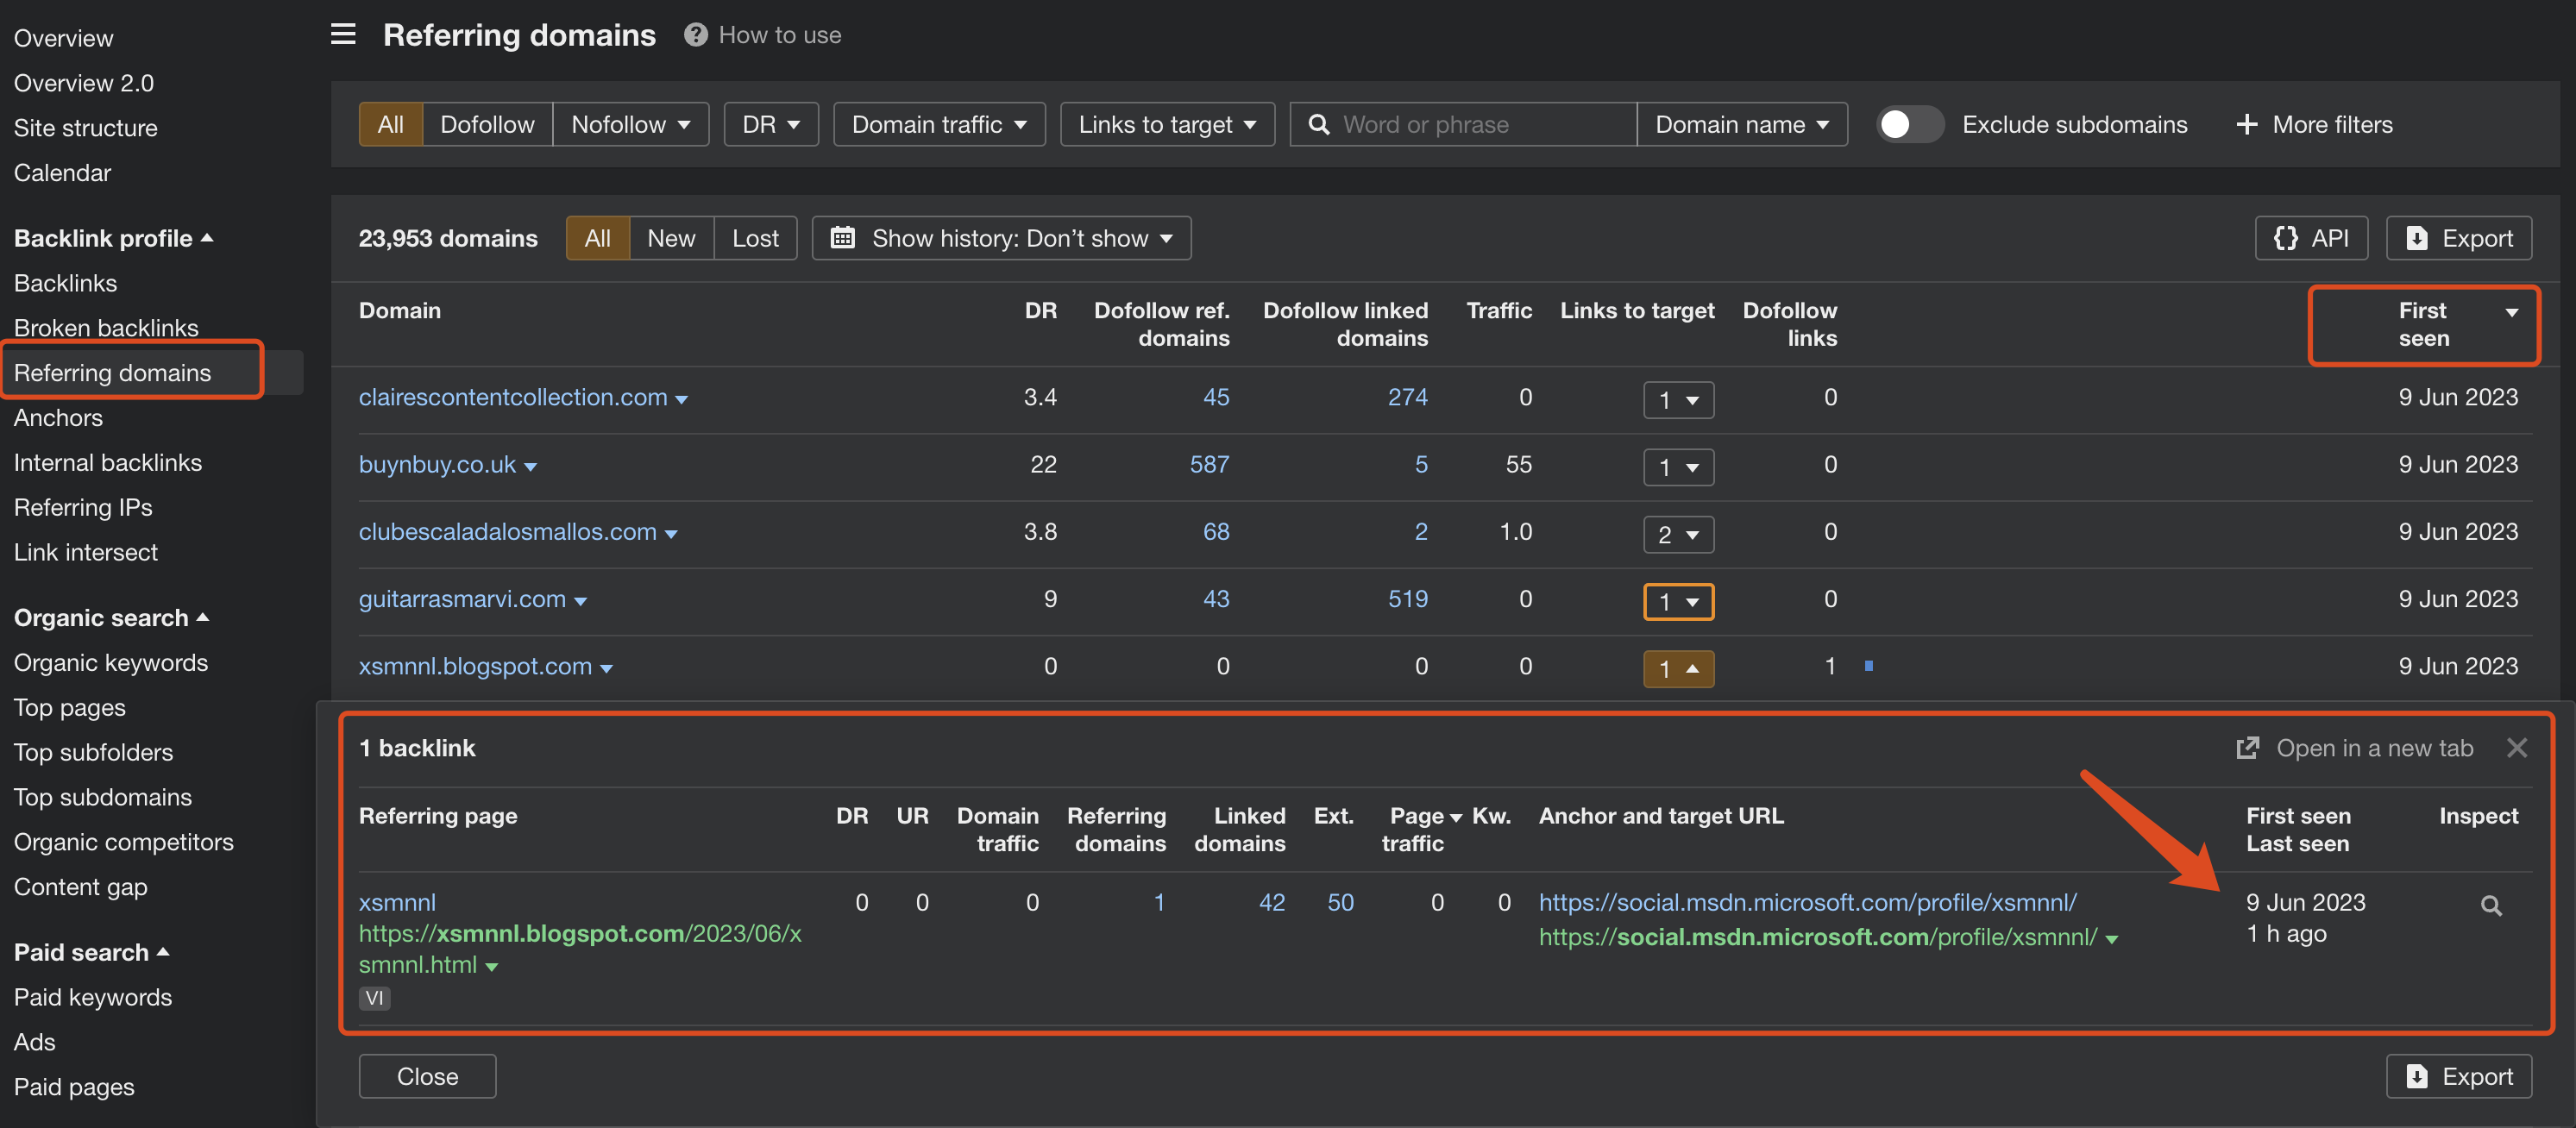 Overview
Overview 2.0
Site structure
Calendar
Backlink profile
Backlinks
Broken backlinks
Referring domains
Anchors
Internal backlinks
Referring IPs
Link intersect
Organic search
Organic keywords
Top pages
Top subfolders
Top subdomains
Organic competitors
Content gap
Paid search
Paid keywords
Ads
Paid pages
Referring domains ? How to use
All Dofollow Nofollow DR Domain traffic Links to target Word or phrase Domain name Exclude subdomains + More filters
23,953 domains All New Lost Show history: Don’t show {} API Export
Domain DR Dofollow ref. domains Dofollow linked domains Traffic Links to target Dofollow links First seen
clairescontentcollection.com 3.4 45 274 0 1 0 9 Jun 2023
buynbuy.co.uk 22 587 5 55 1 0 9 Jun 2023
clubescaladalosmallos.com 3.8 68 2 1.0 2 0 9 Jun 2023
guitarrasmarvi.com 9 43 519 0 1 0 9 Jun 2023
xsmnnl.blogspot.com 0 0 0 0 1 1 9 Jun 2023
1 backlink Open in a new tab
Referring page DR UR Domain traffic Referring domains Linked domains Ext. Page traffic Kw. Anchor and target URL First seen Last seen Inspect
xsmnnl 0 0 0 1 42 50 0 0 https://social.msdn.microsoft.com/profile/xsmnnl/ 9 Jun 2023
https://xsmnnl.blogspot.com/2023/06/x https://social.msdn.microsoft.com/profile/xsmnnl/ 1 h ago
smnnl.html
VI
Close Export